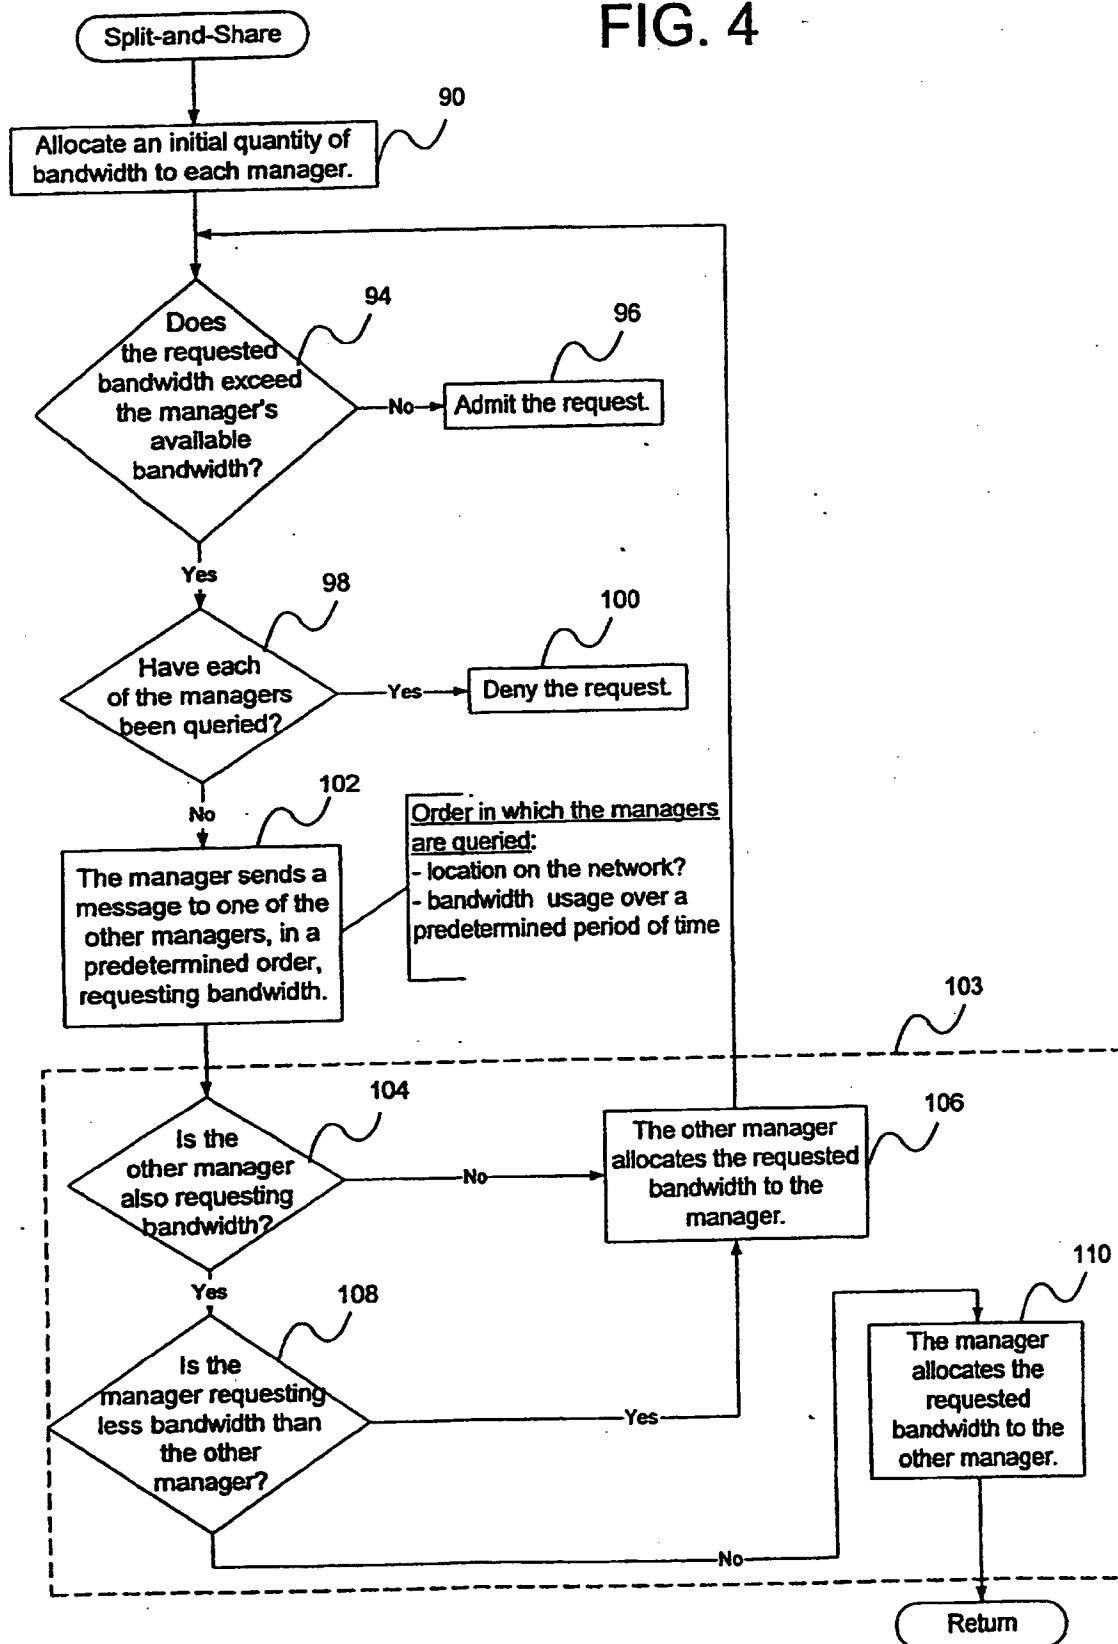 FIG. 4
Split-and-Share
90
Allocate an initial quantity of
bandwidth to each manager.
94
Does
the requested
bandwidth exceed
the manager's
available
bandwidth?
No
96
Admit the request.
Yes
98
Have each
of the managers
been queried?
Yes
100
Deny the request.
No
102
The manager sends a
message to one of the
other managers, in a
predetermined order,
requesting bandwidth.
Order in which the managers
are queried:
- location on the network?
- bandwidth usage over a
predetermined period of time
103
104
Is the
other manager
also requesting
bandwidth?
No
106
The other manager
allocates the requested
bandwidth to the
manager.
Yes
108
Is the
manager requesting
less bandwidth than
the other
manager?
Yes
No
110
The manager
allocates the
requested
bandwidth to the
other manager.
Return